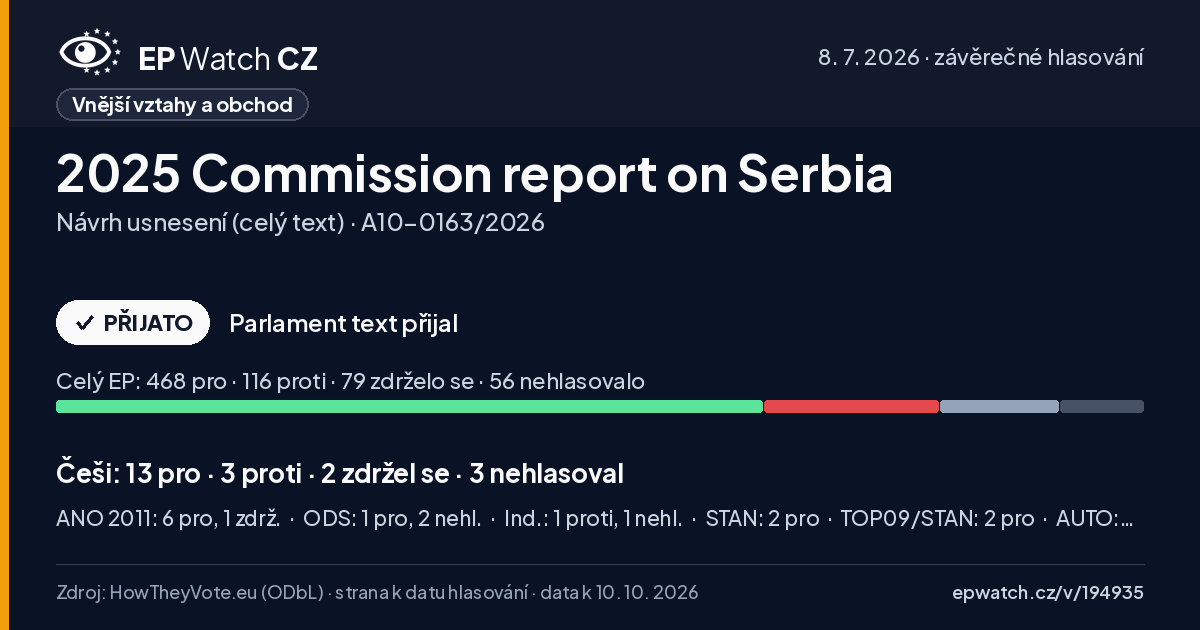 EP Watch CZ
8. 7. 2026 · závěrečné hlasování
Vnější vztahy a obchod
2025 Commission report on Serbia
Návrh usnesení (celý text) · A10–0163/2026
✓ PŘIJATO Parlament text přijal
Celý EP: 468 pro · 116 proti · 79 zdrželo se · 56 nehlasovalo
Češi: 13 pro · 3 proti · 2 zdržel se · 3 nehlasoval
ANO 2011: 6 pro, 1 zdrž. · ODS: 1 pro, 2 nehl. · Ind.: 1 proti, 1 nehl. · STAN: 2 pro · TOP09/STAN: 2 pro · AUTO:…
Zdroj: HowTheyVote.eu (ODbL) · strana k datu hlasování · data k 10. 10. 2026
epwatch.cz/v/194935